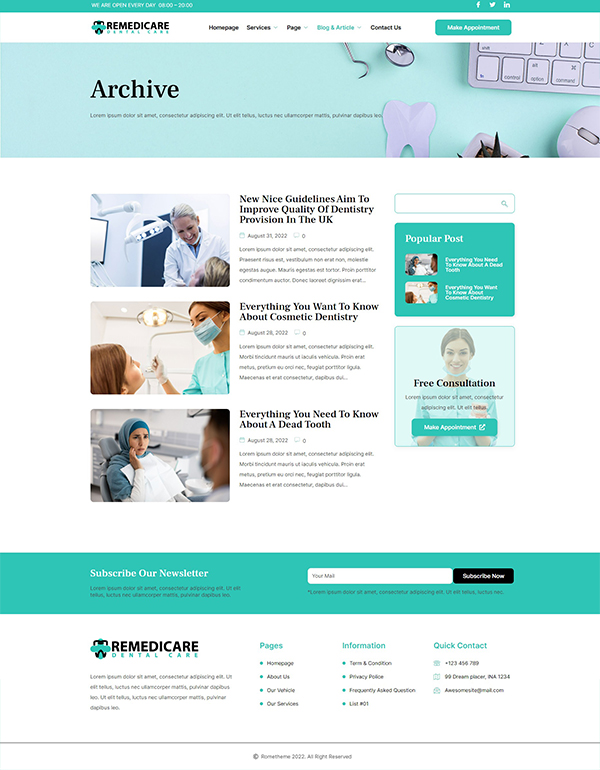 WE ARE OPEN EVERY DAY 08:00 – 20:00
REMEDICARE
DENTAL CARE
Homepage
Services
Page
Blog & Article
Contact Us
Make Appointment
Archive
Lorem ipsum dolor sit amet, consectetur adipiscing elit. Ut elit tellus, luctus nec ullamcorper mattis, pulvinar dapibus leo.
New Nice Guidelines Aim To
Improve Quality Of Dentistry
Provision In The UK
August 31, 2022
0
Lorem ipsum dolor sit amet, consectetur adipiscing elit.
Praesent risus est, vestibulum quis conque non, molestie
egestas augue. Mauris egestas est tortor. Proin porttitor
condimentum auctor. Donec laoreet dignissim erat...
Everything You Want To Know
About Cosmetic Dentistry
August 28, 2022
0
Lorem ipsum dolor sit amet, consectetur adipiscing elit.
Morbi tincidunt mauris ut iaculis vehicula. Proin erat
metus, pretium eu egestas eu, feugiat porttitor ligula.
Maecenas et consectetur dapibus, dapibus dui...
Everything You Need To Know
About A Dead Tooth
August 28, 2022
0
Lorem ipsum dolor sit amet, consectetur adipiscing elit.
Morbi tincidunt mauris ut iaculis vehicula. Proin erat
metus, pretium eu egestas eu, feugiat porttitor ligula.
Maecenas et consectetur dapibus, dapibus dui...
Popular Post
Everything You Need
To Know About A Dead
Tooth
Everything You Want
To Know About
Cosmetic Dentistry
Free Consultation
Lorem ipsum dolor sit amet, consectetur
adipiscing elit. Ut elit tellus.
Make Appointment
Subscribe Our Newsletter
Lorem ipsum dolor sit amet, consectetur adipiscing elit. Ut elit
tellus, luctus nec ullamcorper mattis, pulvinar dapibus leo.
Your Mail
Subscribe Now
*Lorem ipsum dolor sit amet, consectetur adipiscing elit. Ut elit tellus, luctus nec.
REMEDICARE
DENTAL CARE
Lorem ipsum dolor sit amet, consectetur adipiscing elit. Ut
elit tellus, luctus nec ullamcorper mattis, pulvinar
dapibus leo. Lorem ipsum dolor sit amet, consectetur
adipiscing elit. Ut elit tellus, luctus nec ullamcorper mattis, pulvinar
dapibus leo.
Pages
Homepage
About Us
Our Vehicle
Our Services
Information
Term & Condition
Privacy Police
Frequently Asked Question
List #01
Quick Contact
+123 456 789
99 Dream placer, INA 1234
Awesomesite@mail.com
© Rometheme 2022. All Right Reserved